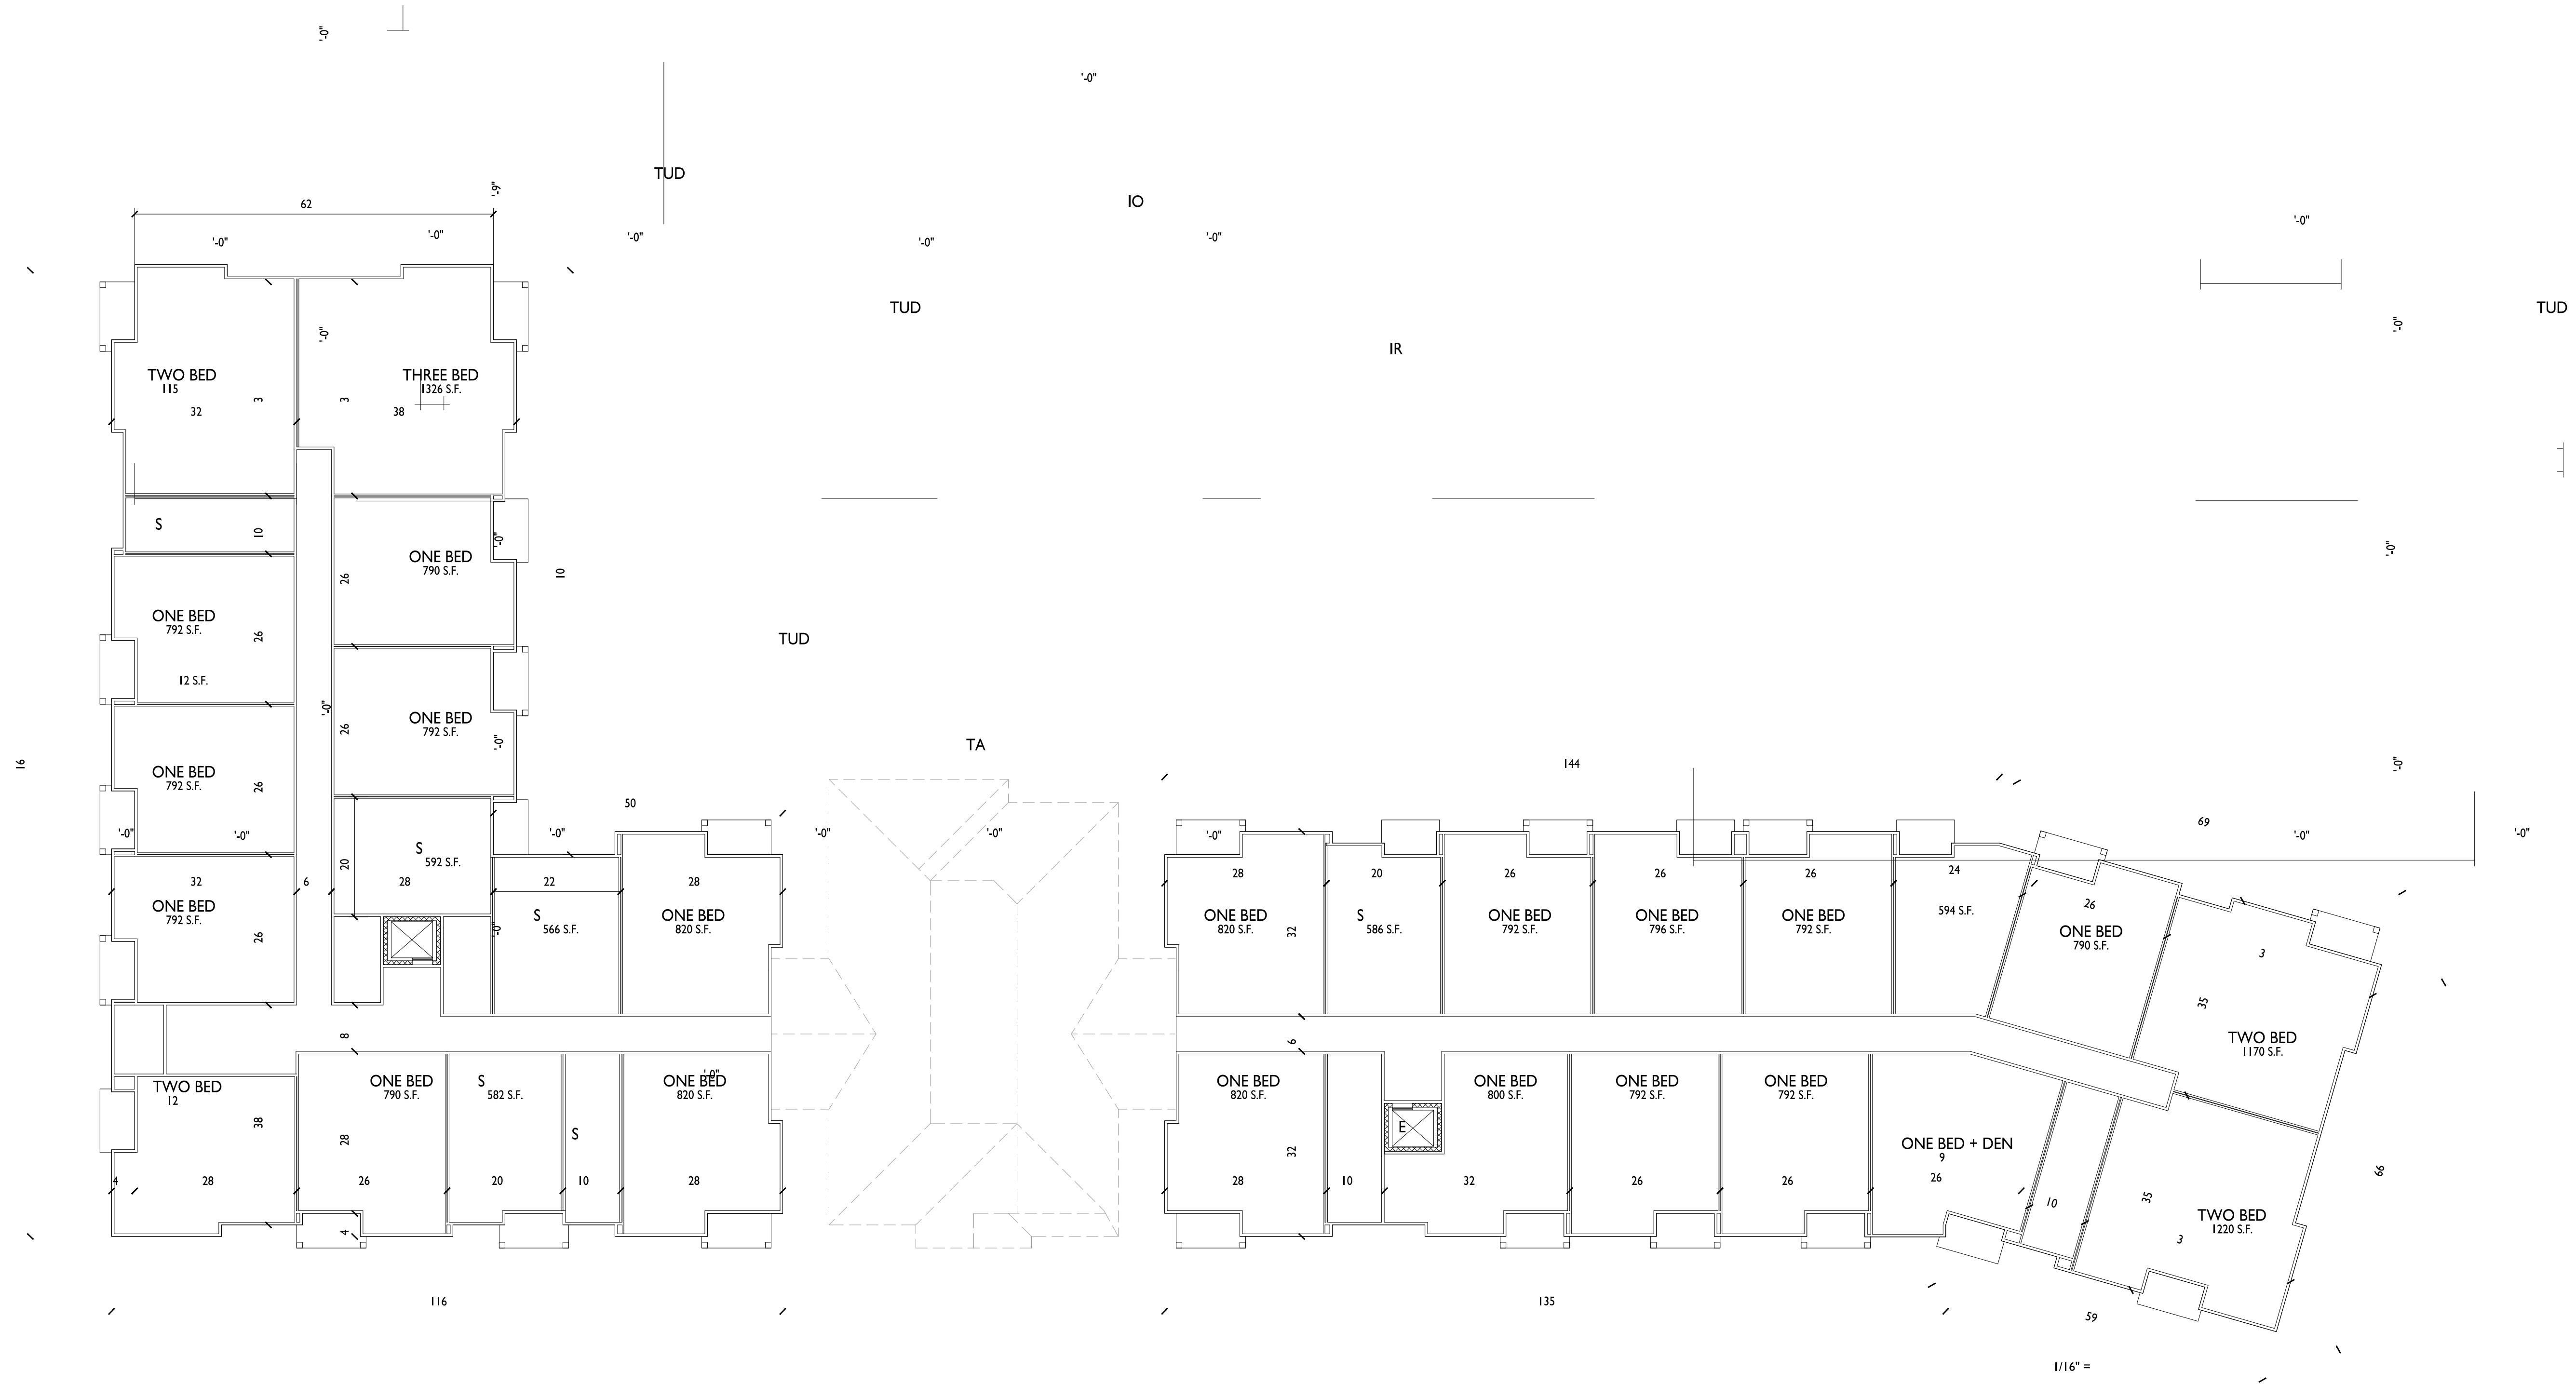 '-0"
'-0"
TUD
'-9"
IO
62
'-0"
'-0"
'-0"
'-0"
'-0"
'-0"
TUD
TUD
'-0"
'-0"
IR
TWO BED
115
32
3
3
THREE BED
1326 S.F.
38
S
10
'-0"
ONE BED
790 S.F.
26
10
'-0"
ONE BED
792 S.F.
26
12 S.F.
TUD
'-0"
ONE BED
792 S.F.
26
'-0"
TA
16
144
'-0"
ONE BED
792 S.F.
26
50
'-0"
'-0"
'-0"
'-0"
'-0"
'-0"
69
'-0"
'-0"
S
592 S.F.
20
28
32
6
ONE BED
792 S.F.
26
22
S
566 S.F.
'-0"
28
ONE BED
820 S.F.
28
ONE BED
820 S.F.
32
20
S
586 S.F.
26
ONE BED
792 S.F.
26
ONE BED
796 S.F.
26
ONE BED
792 S.F.
24
594 S.F.
26
ONE BED
790 S.F.
3
35
TWO BED
1170 S.F.
8
6
TWO BED
12
38
4
28
ONE BED
790 S.F.
28
26
4
S
582 S.F.
20
S
10
ONE BED
'-0"
820 S.F.
28
ONE BED
820 S.F.
32
28
10
E
ONE BED
800 S.F.
32
ONE BED
792 S.F.
26
ONE BED
792 S.F.
26
ONE BED + DEN
9
26
10
35
TWO BED
1220 S.F.
3
66
116
135
59
1/16" =